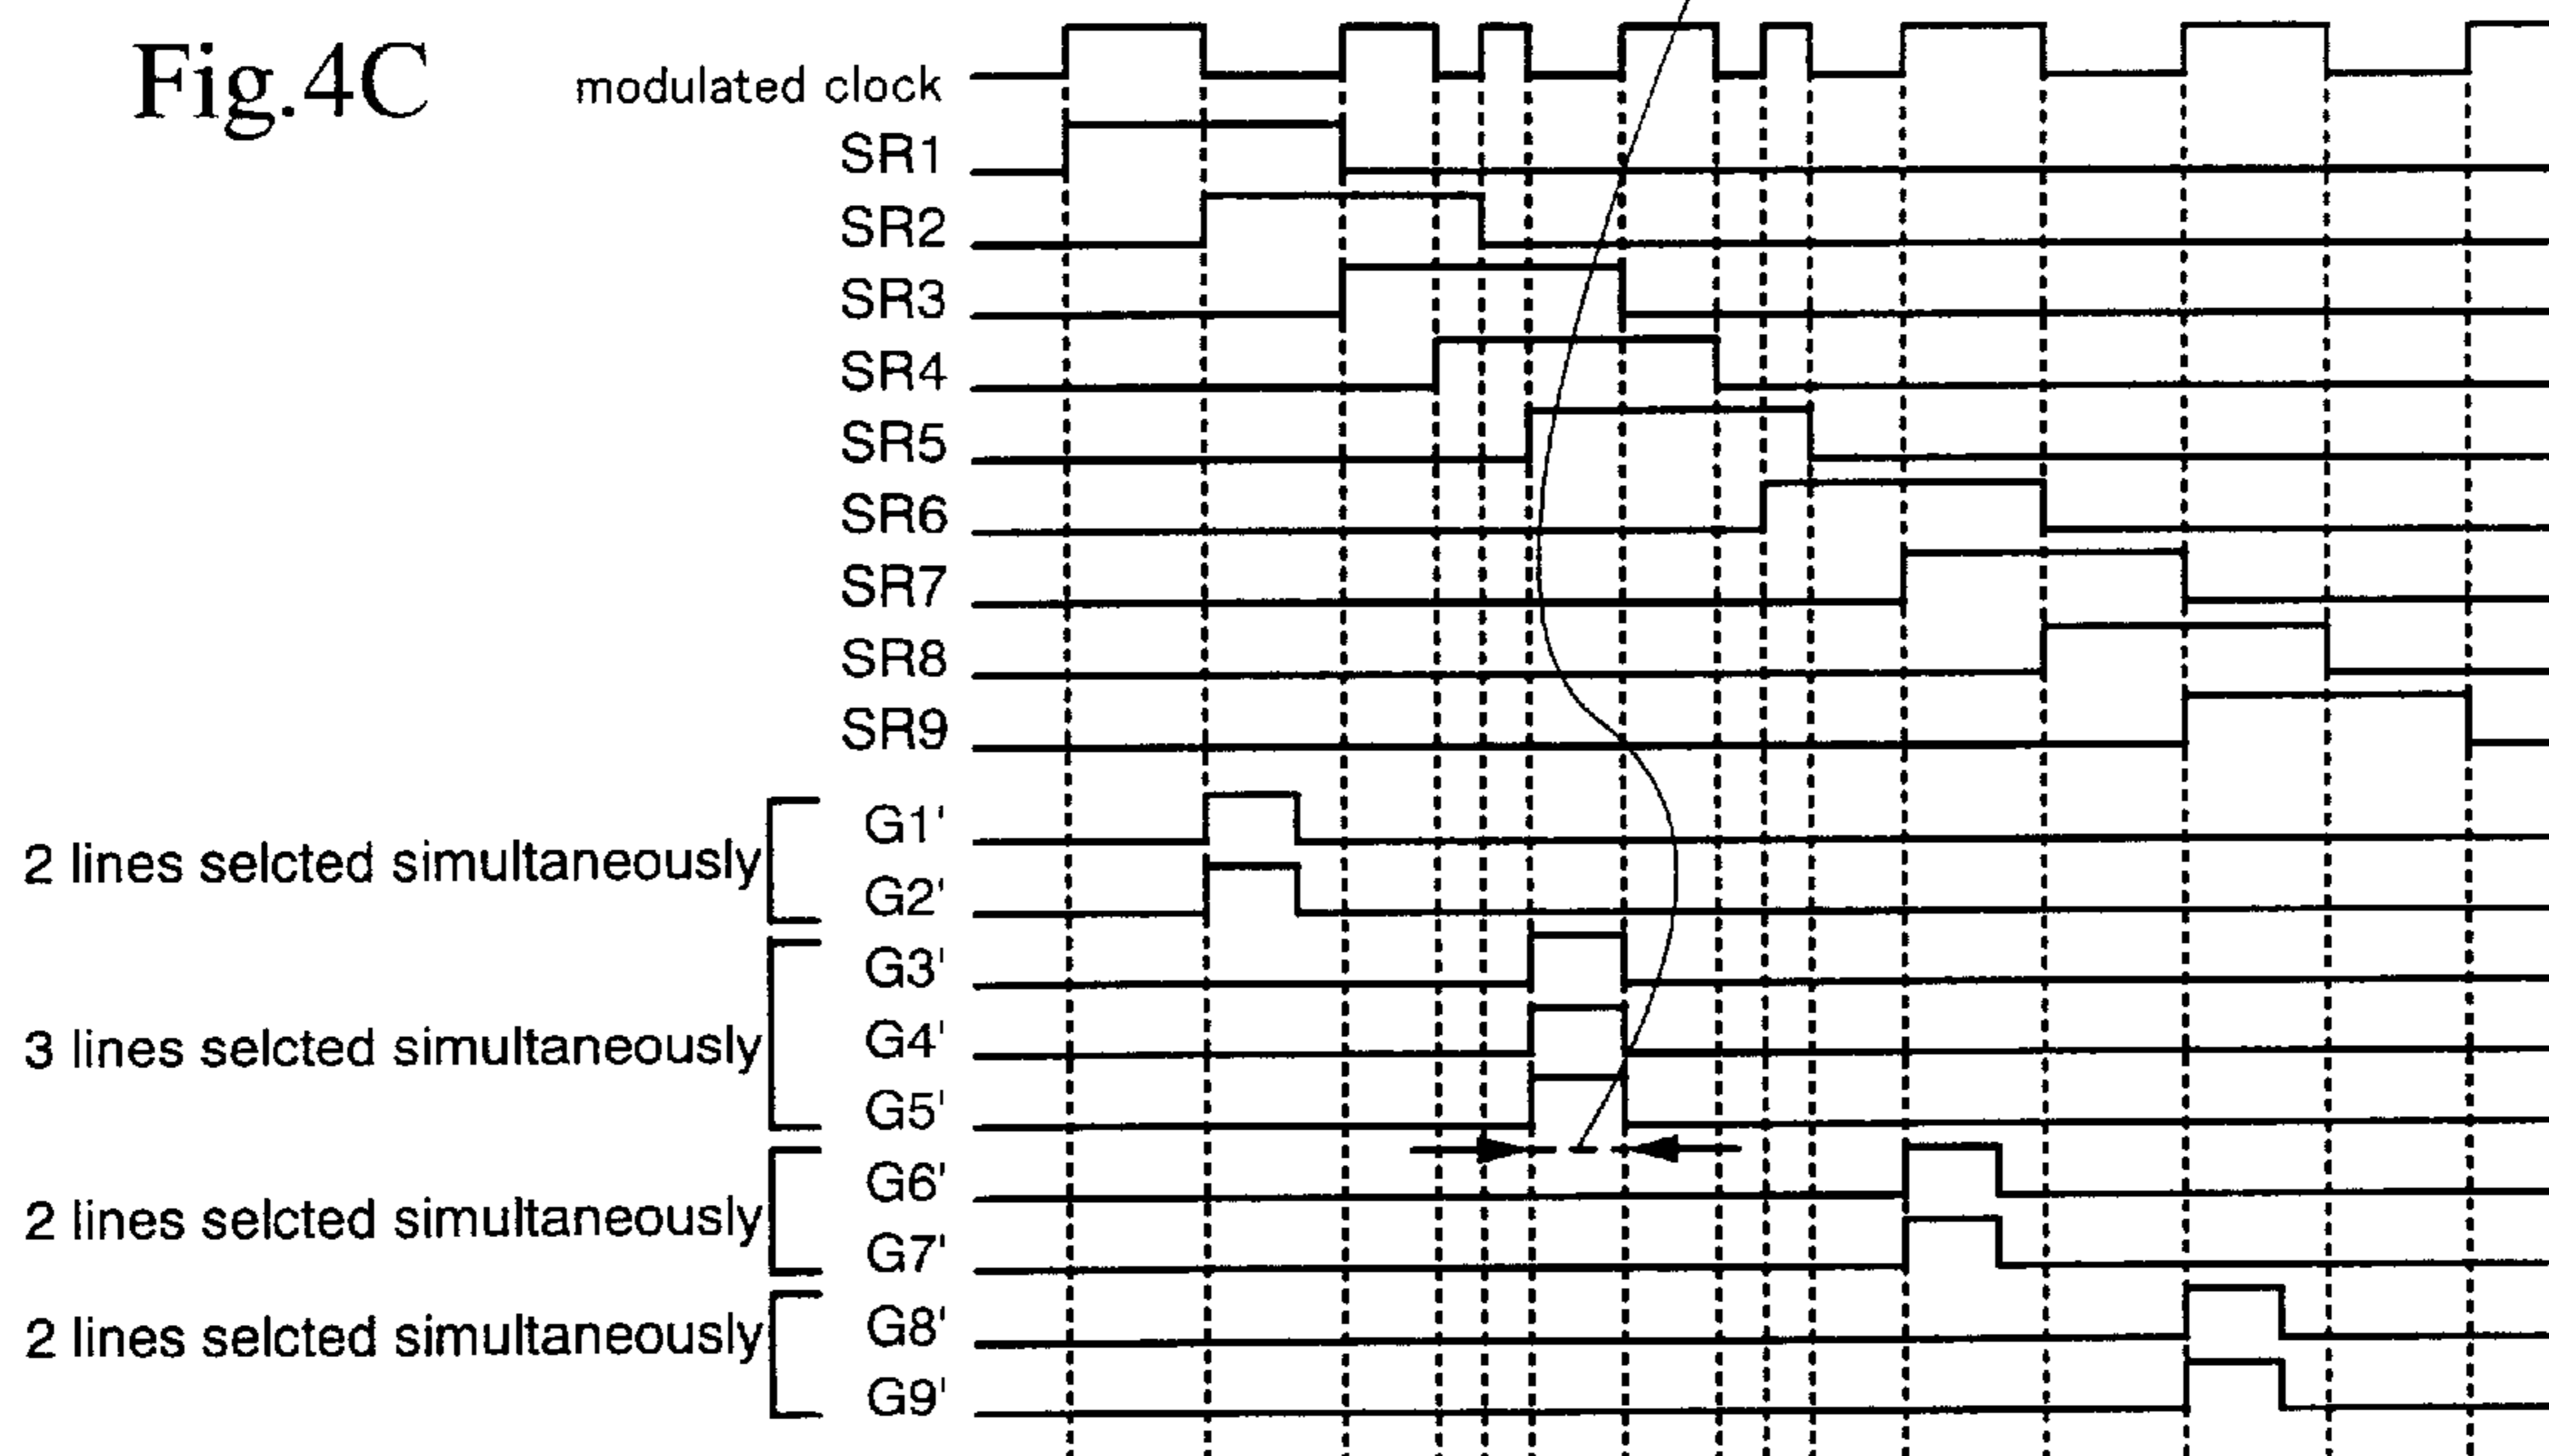 Fig.4C
modulated clock
SR1
SR2
SR3
SR4
SR5
SR6
SR7
SR8
SR9
2 lines selcted simultaneously
G1'
G2'
3 lines selcted simultaneously
G3'
G4'
G5'
2 lines selcted simultaneously
G6'
G7'
2 lines selcted simultaneously
G8'
G9'